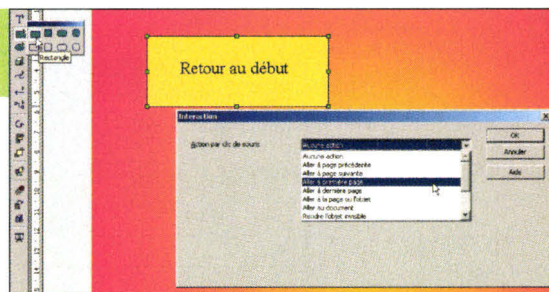 T
Rectangle
Retour au début
Interaction
Action par clic de souris
Aucune action
Aucune action
Aller à page précédente
Aller à page suivante
Aller à première page
Aller à dernière page
Aller à la page ou l'objet
Aller au document
Rendre l'objet invisible
OK
Annuler
Aide